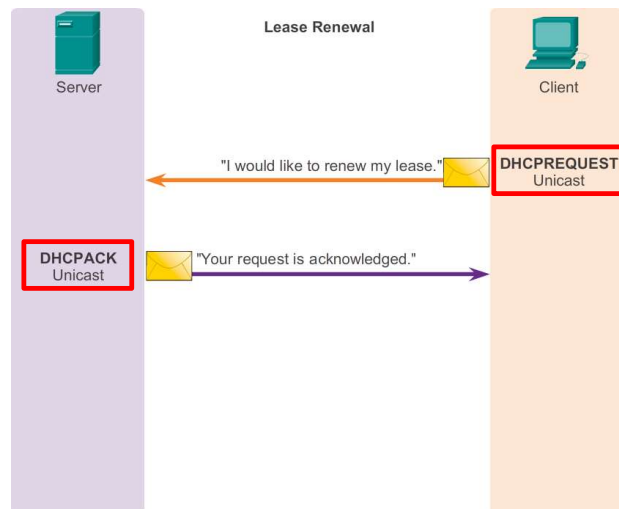 Lease Renewal
Server
Client
"I would like to renew my lease."
DHCPREQUEST
Unicast
DHCPACK
Unicast
"Your request is acknowledged."